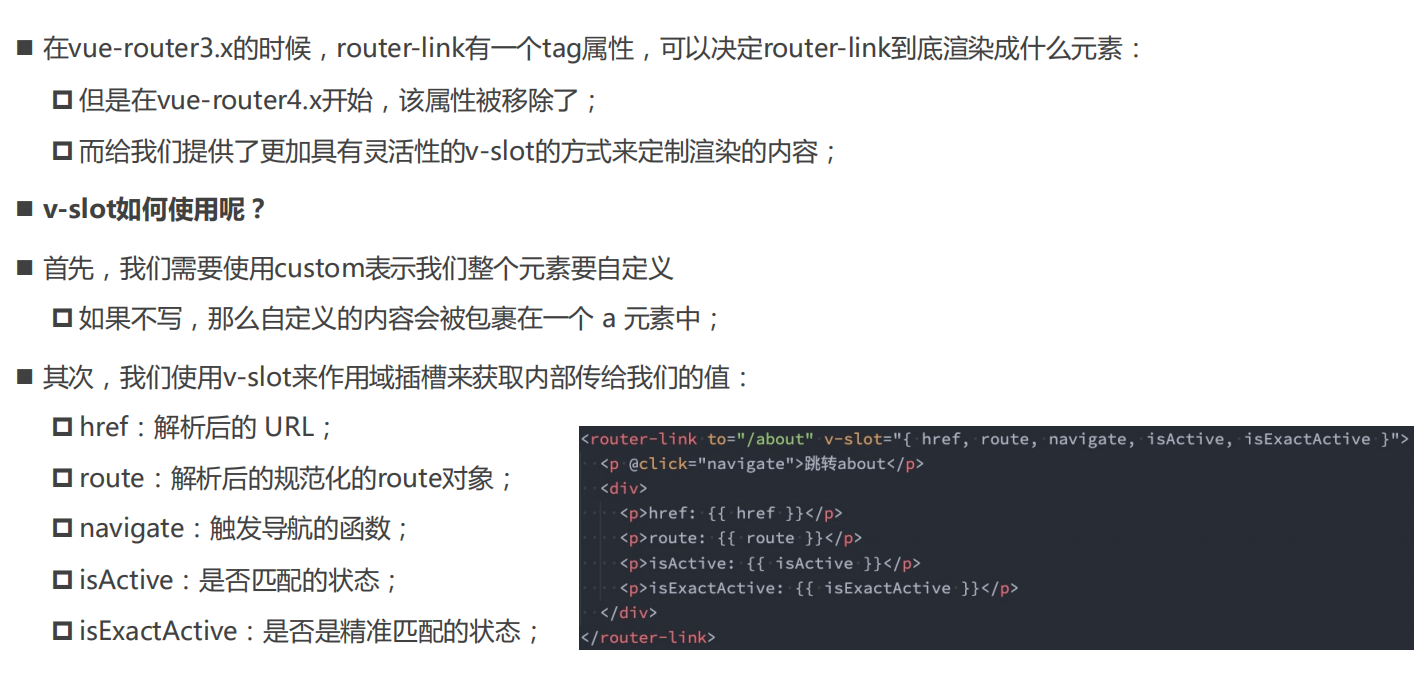 ■ 在vue-router3.x的时候，router-link有一个tag属性，可以决定router-link到底渲染成什么元素：
但是在vue-router4.x开始，该属性被移除了；
而给我们提供了更加具有灵活性的v-slot的方式来定制渲染的内容；
■ v-slot如何使用呢？
■ 首先，我们需要使用custom表示我们整个元素要自定义
如果不写，那么自定义的内容会被包裹在一个 a 元素中；
■ 其次，我们使用v-slot来作用域插槽来获取内部传给我们的值：
href：解析后的 URL；
route：解析后的规范化的route对象；
navigate：触发导航的函数；
isActive：是否匹配的状态；
isExactActive：是否是精准匹配的状态；
<router-link to="/about" v-slot="{ href, route, navigate, isActive, isExactActive }">
<p @click="navigate">跳转about</p>
<div>
<p>href: {{ href }}</p>
<p>route: {{ route }}</p>
<p>isActive: {{ isActive }}</p>
<p>isExactActive: {{ isExactActive }}</p>
</div>
</router-link>